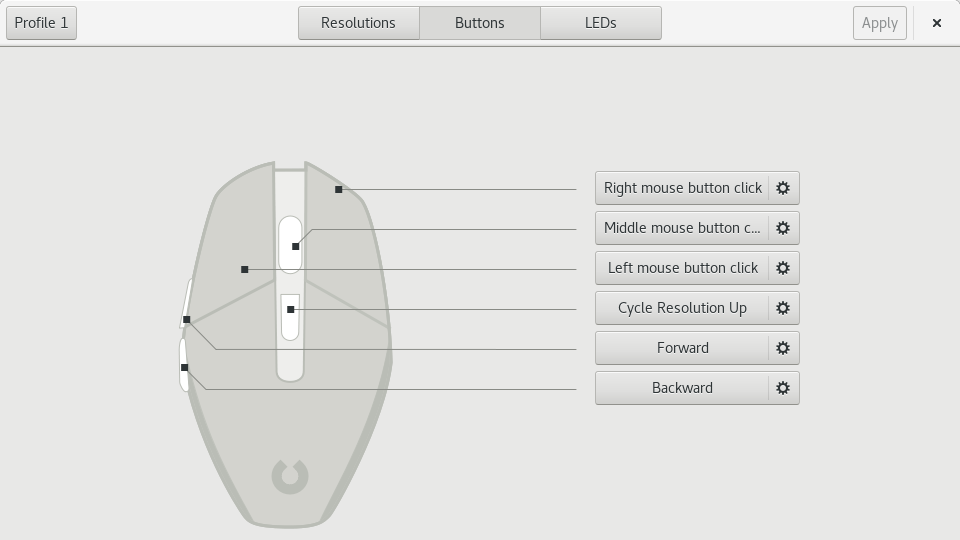 Profile 1
Resolutions
Buttons
LEDs
Apply
Right mouse button click
Middle mouse button c...
Left mouse button click
Cycle Resolution Up
Forward
Backward